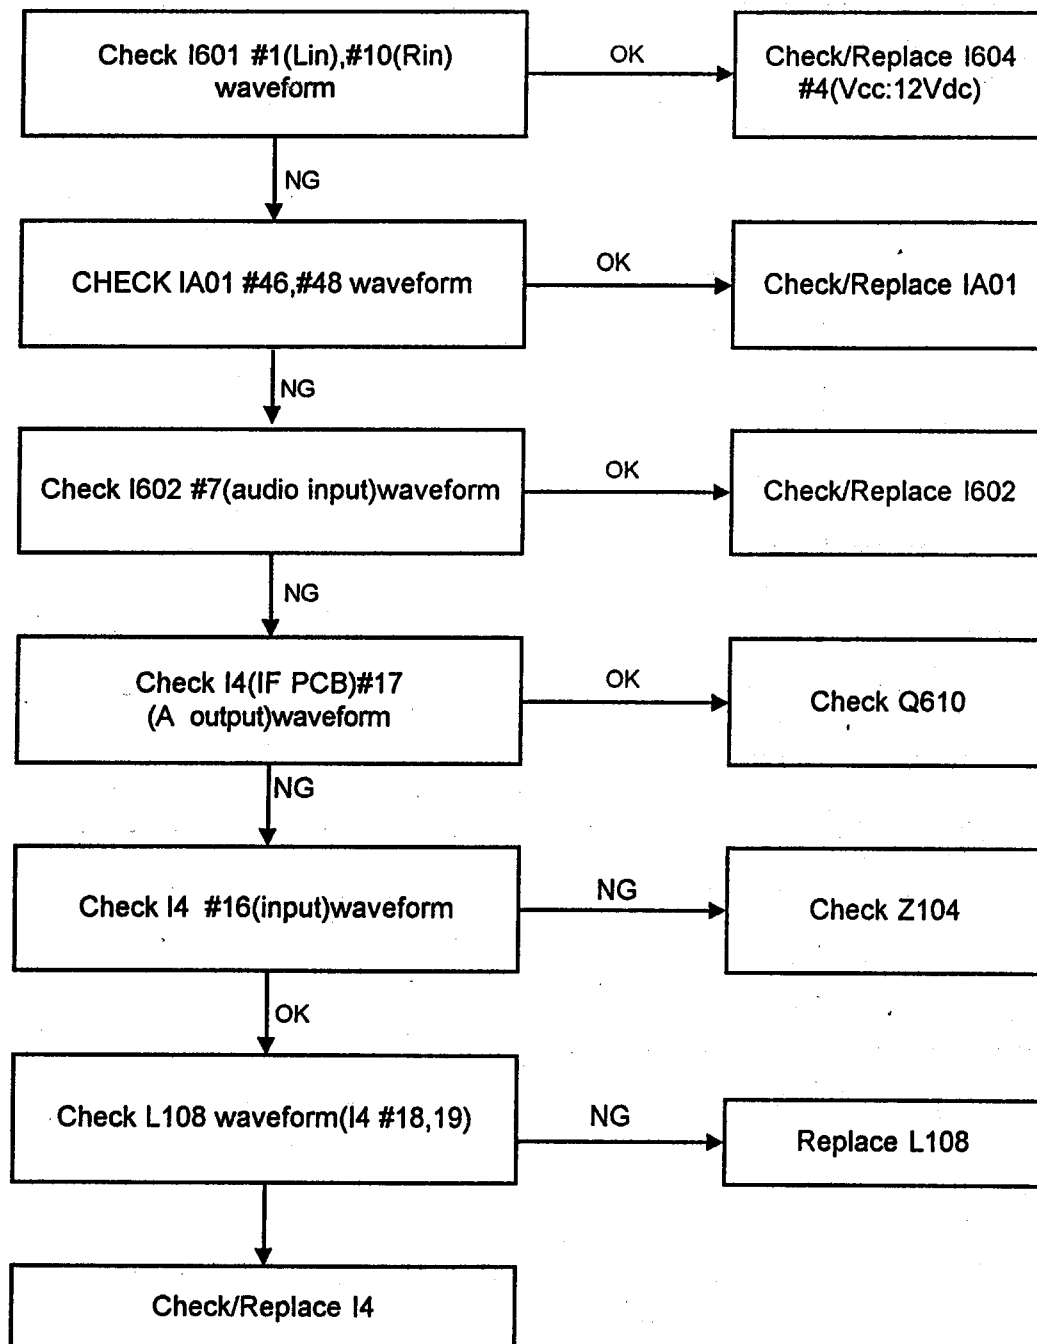 Check I601 #1(Lin),#10(Rin)
waveform
OK
Check/Replace I604
#4(Vcc:12Vdc)
NG
CHECK IA01 #46,#48 waveform
OK
Check/Replace IA01
NG
Check I602 #7(audio input)waveform
OK
Check/Replace I602
NG
Check I4(IF PCB)#17
(A output)waveform
OK
Check Q610
NG
Check I4 #16(input)waveform
NG
Check Z104
OK
Check L108 waveform(I4 #18,19)
NG
Replace L108
Check/Replace I4